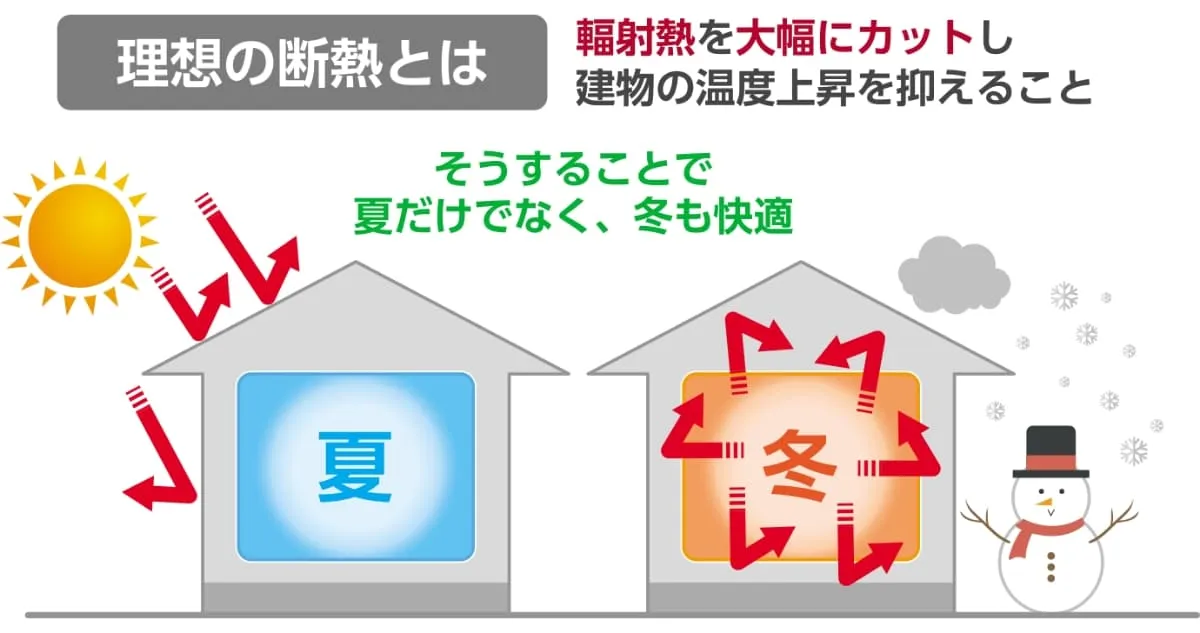 理想の断熱とは
輻射熱を大幅にカットし
建物の温度上昇を抑えること
そうすることで
夏だけでなく、冬も快適
夏
冬